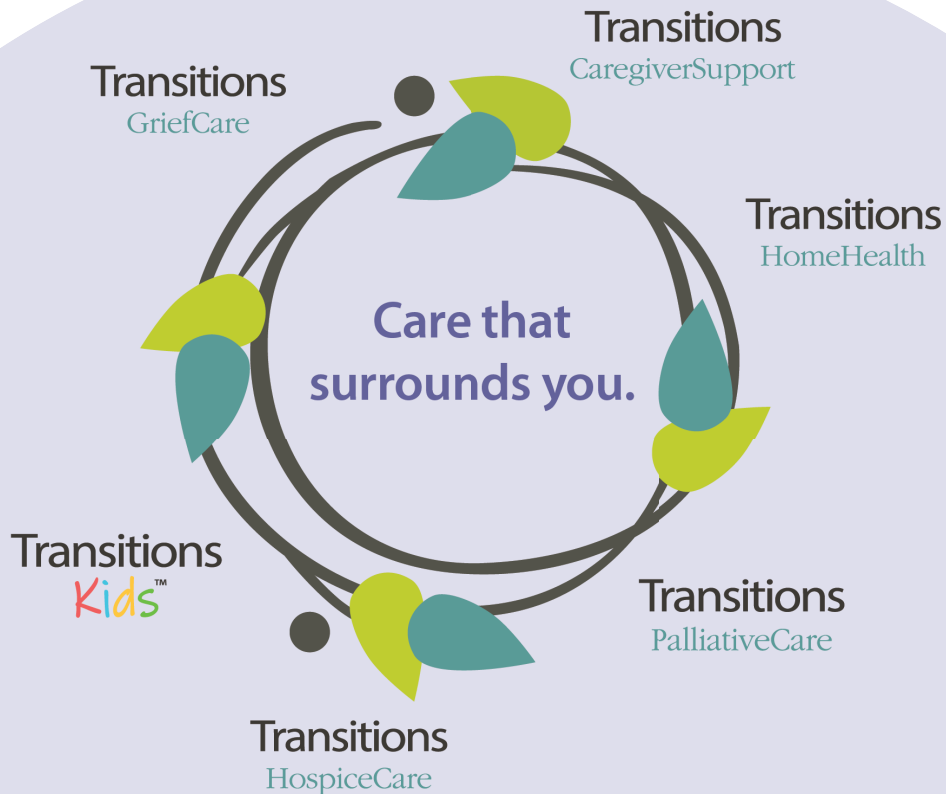 Transitions
CaregiverSupport
Transitions
GriefCare
Transitions
HomeHealth
Care that
surrounds you.
Transitions
Kids™
Transitions
PalliativeCare
Transitions
HospiceCare